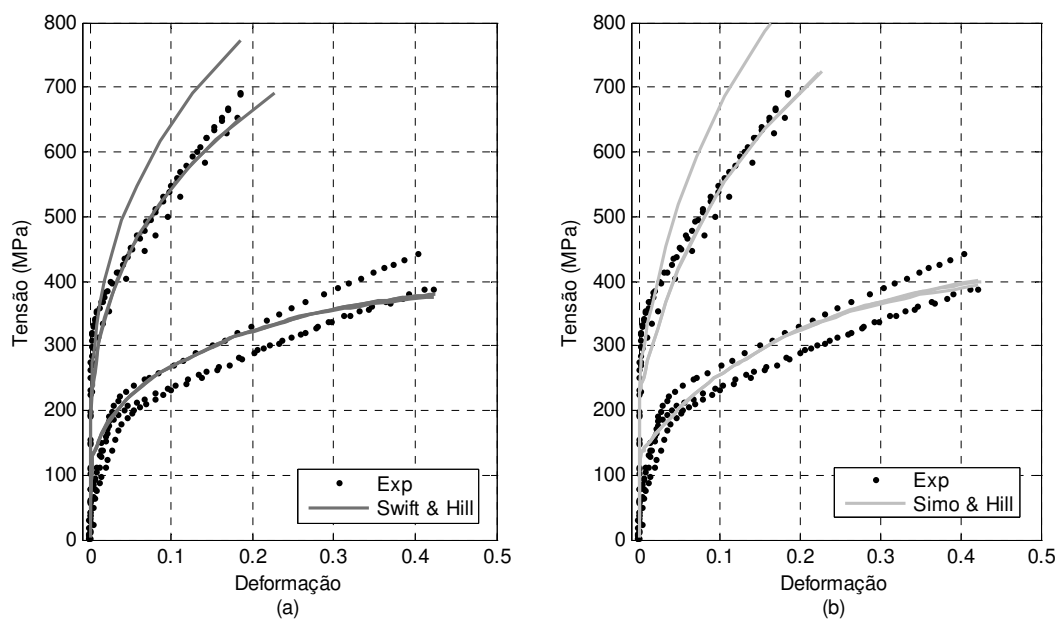 800
700
600
500
400
300
200
100
0
Tensão (MPa)
0 0.1 0.2 0.3 0.4 0.5
Deformação
(a)
Exp
Swift & Hill
800
700
600
500
400
300
200
100
0
Tensão (MPa)
0 0.1 0.2 0.3 0.4 0.5
Deformação
(b)
Exp
Simo & Hill